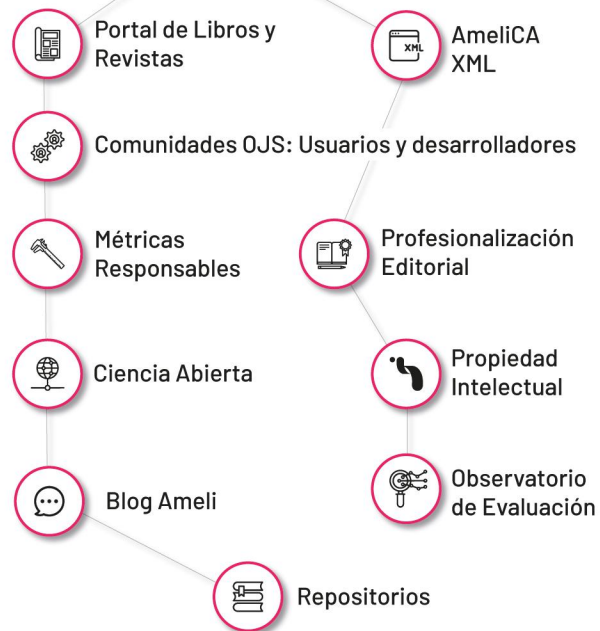 Portal de Libros y
Revistas
AmeliCA
XML
XML
Comunidades OJS: Usuarios y desarrolladores
Métricas
Responsables
Profesionalización
Editorial
Ciencia Abierta
Propiedad
Intelectual
Blog Ameli
Observatorio
de Evaluación
Repositorios